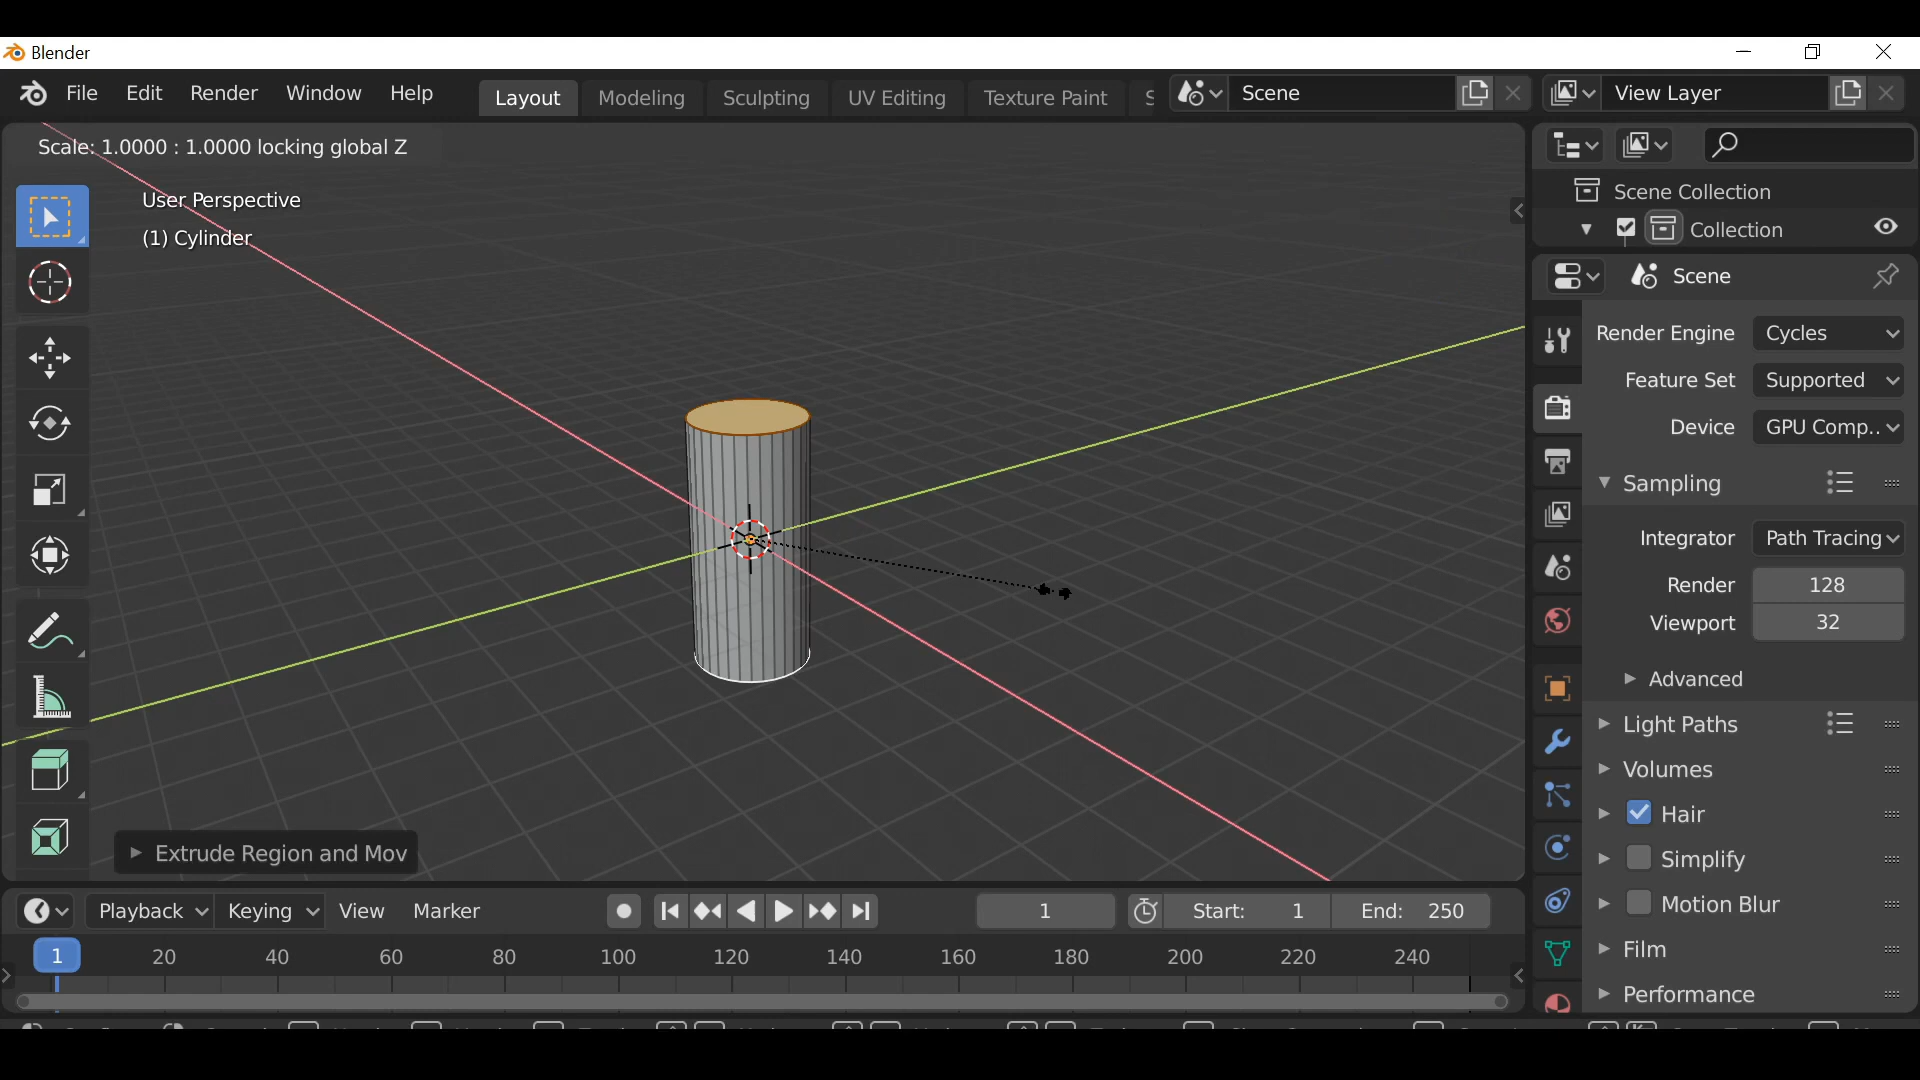 Blender
File Edit Render Window Help Layout Modeling Sculpting UV Editing Texture Paint S Scene View Layer
Scale: 1.0000 : 1.0000 locking global Z
User Perspective
(1) Cylinder
Scene Collection
Collection
Scene
Render Engine Cycles
Feature Set Supported
Device GPU Comp..
Sampling
Integrator Path Tracing
Render 128
Viewport 32
Advanced
Light Paths
Volumes
Hair
Simplify
Motion Blur
Film
Performance
Extrude Region and Mov
Playback Keying View Marker 1 Start: 1 End: 250
1 20 40 60 80 100 120 140 160 180 200 220 240